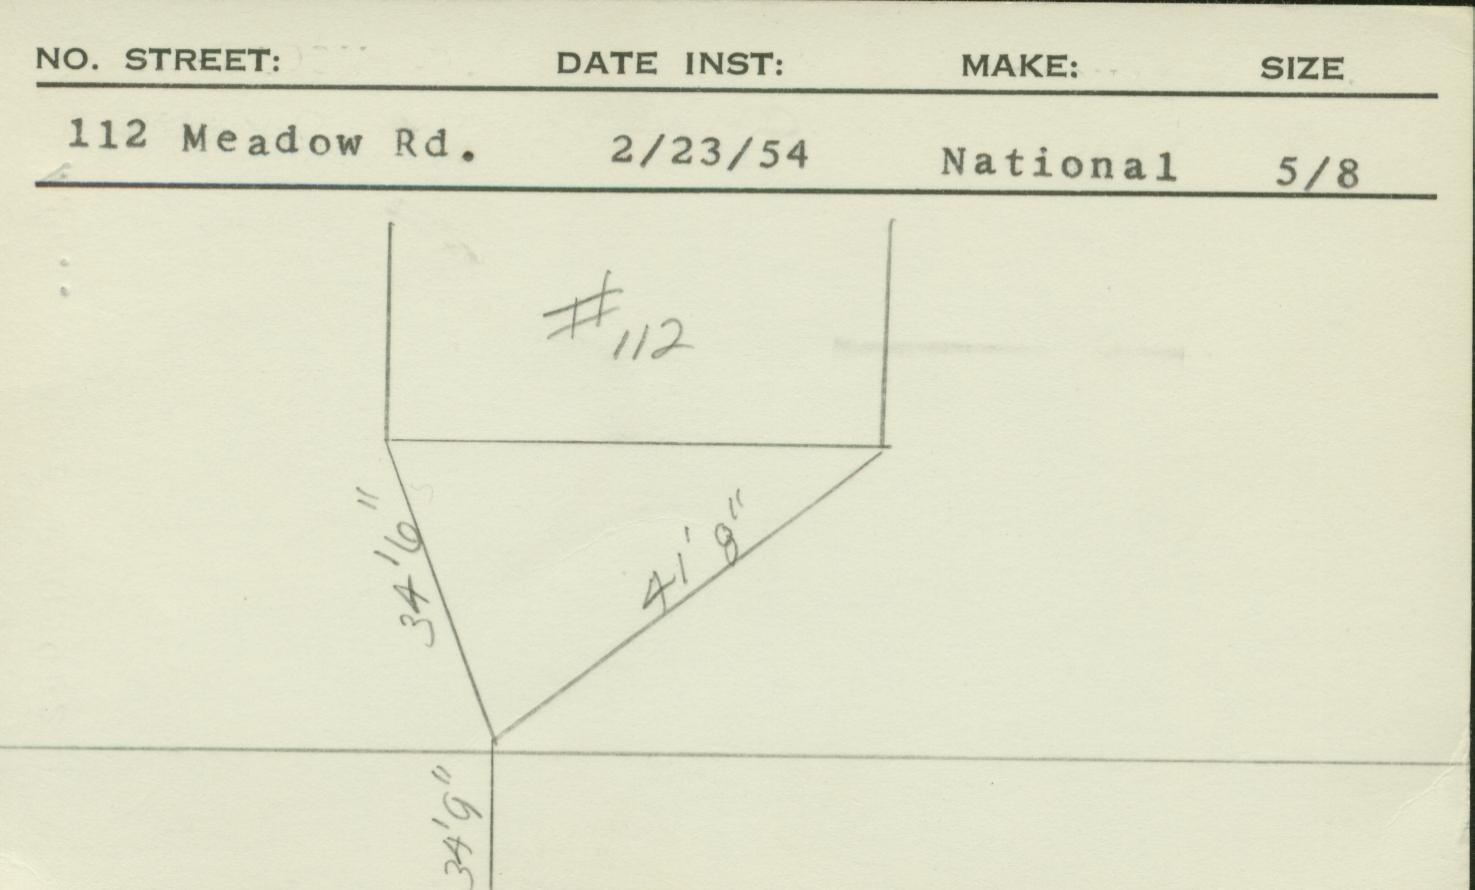 NO. STREET: DATE INST: MAKE: SIZE
112 Meadow Rd. 2/23/54 National 5/8
#112
34'6"
41'8"
34'9"